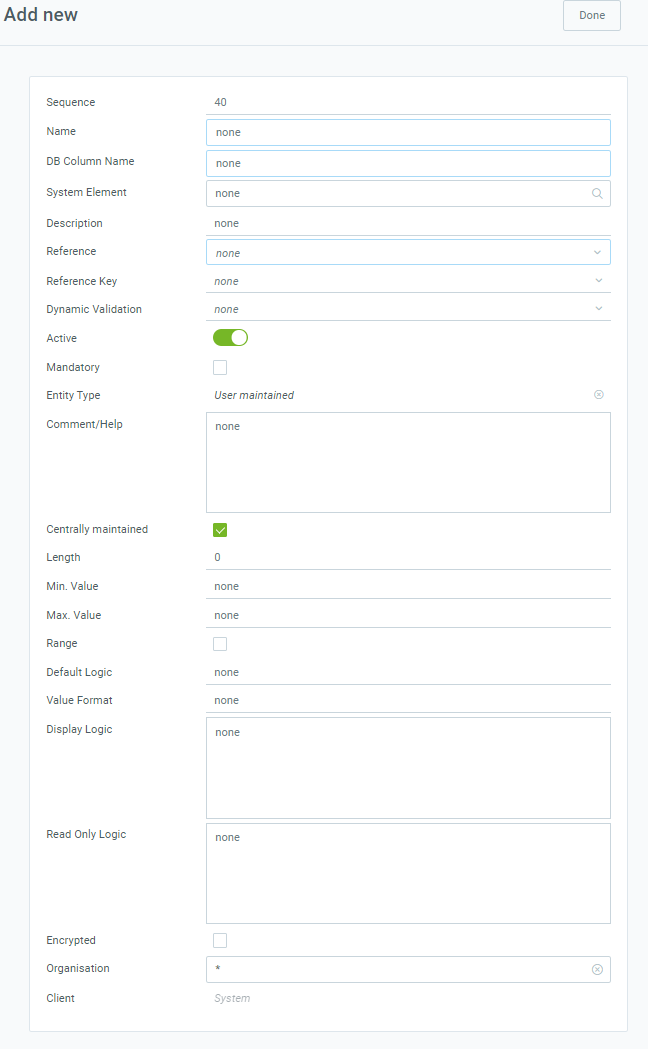 Add new
Done
Sequence 40
Name none
DB Column Name none
System Element none
Description none
Reference none
Reference Key none
Dynamic Validation none
Active
Mandatory
Entity Type User maintained
Comment/Help none
Centrally maintained
Length 0
Min. Value none
Max. Value none
Range
Default Logic none
Value Format none
Display Logic none
Read Only Logic none
Encrypted
Organisation *
Client System